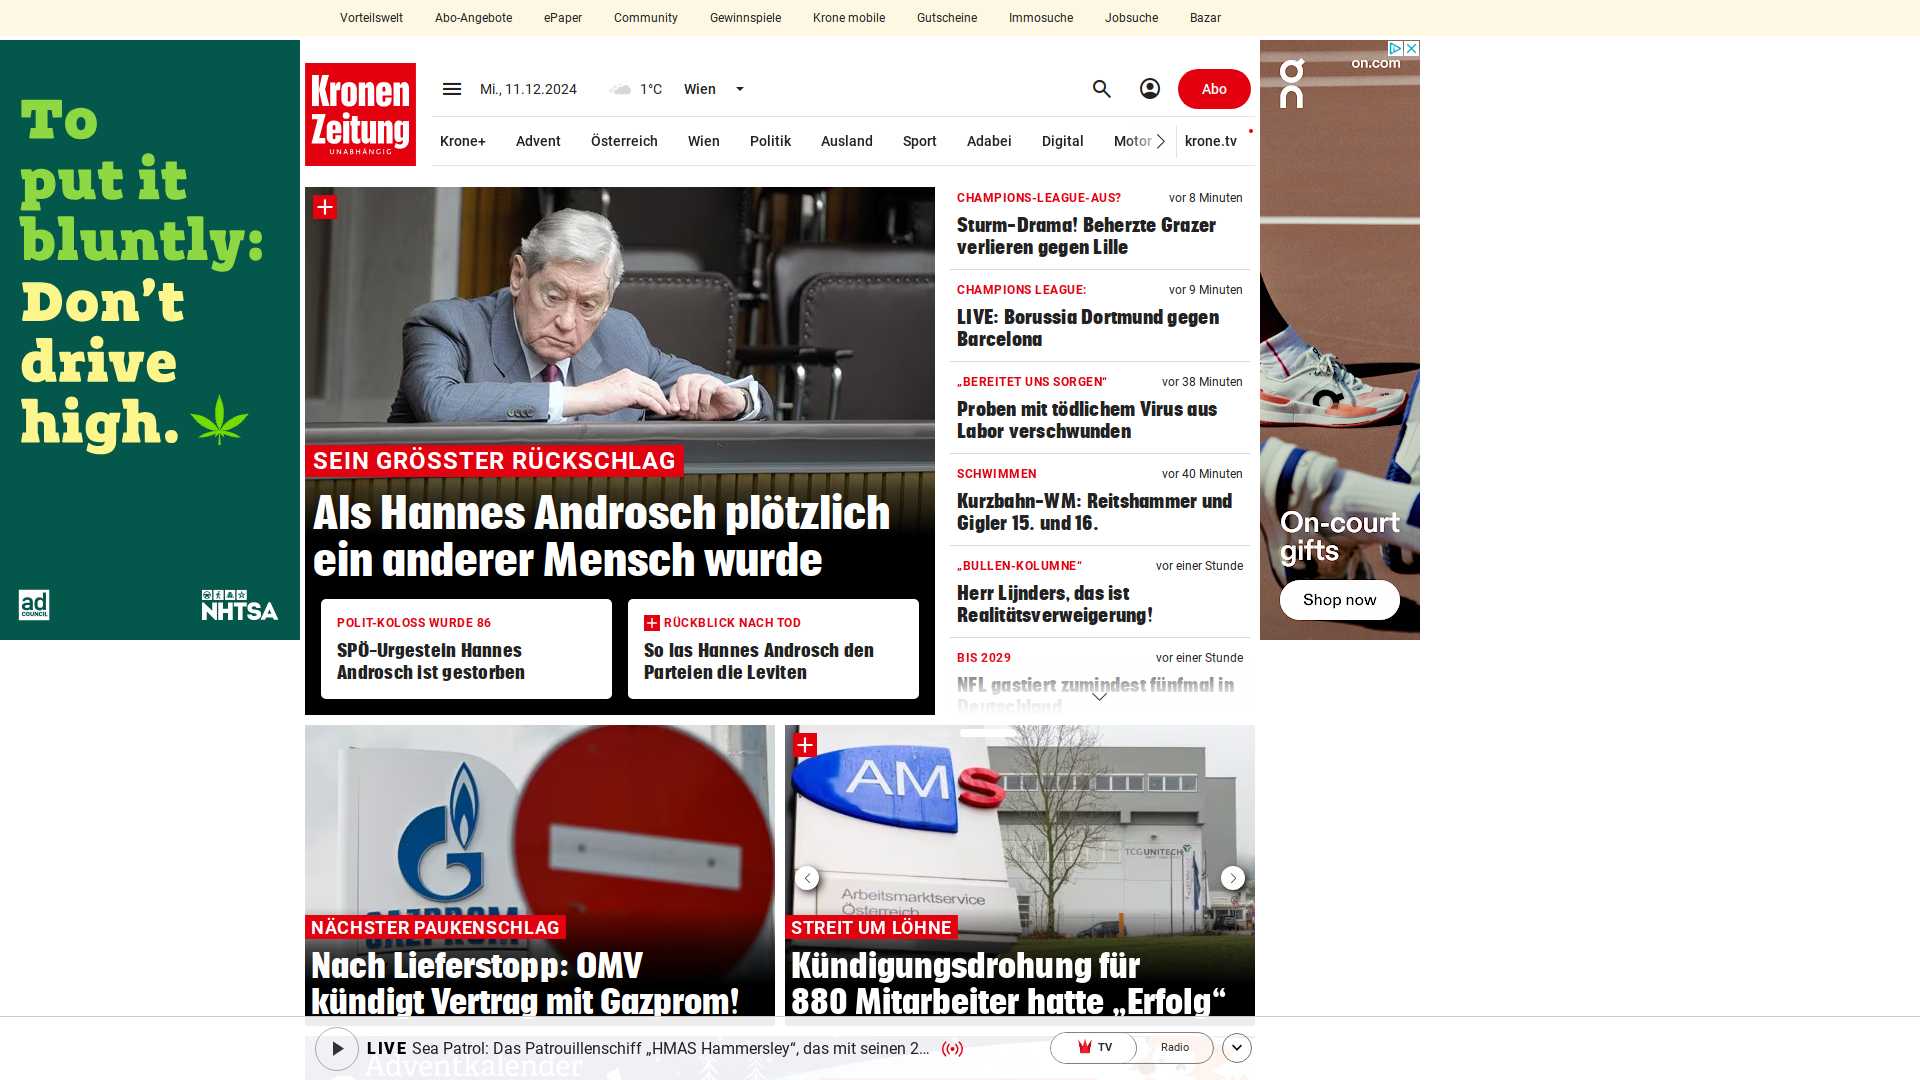 Vorteilswelt Abo-Angebote ePaper Community Gewinnspiele Krone mobile Gutscheine Immosuche Jobsuche Bazar
To
put it
bluntly:
Don't
drive
high.
ad
COUNCIL
NHTSA
Kronen
Zeitung
UNABHÄNGIG
Mi., 11.12.2024 1°C Wien
Abo
Krone+ Advent Österreich Wien Politik Ausland Sport Adabei Digital Motor krone.tv
SEIN GRÖSSTER RÜCKSCHLAG
Als Hannes Androsch plötzlich
ein anderer Mensch wurde
POLIT-KOLOSS WURDE 86
SPÖ-Urgestein Hannes
Androsch ist gestorben
RÜCKBLICK NACH TOD
So las Hannes Androsch den
Parteien die Leviten
CHAMPIONS-LEAGUE-AUS? vor 8 Minuten
Sturm-Drama! Beherzte Grazer
verlieren gegen Lille
CHAMPIONS LEAGUE: vor 9 Minuten
LIVE: Borussia Dortmund gegen
Barcelona
„BEREITET UNS SORGEN“ vor 38 Minuten
Proben mit tödlichem Virus aus
Labor verschwunden
SCHWIMMEN vor 40 Minuten
Kurzbahn-WM: Reitshammer und
Gigler 15. und 16.
„BULLEN-KOLUMNE“ vor einer Stunde
Herr Lijnders, das ist
Realitätsverweigerung!
BIS 2029 vor einer Stunde
NFL gastiert zumindest fünfmal in
Deutschland
on.com
On-court
gifts
Shop now
GAZPROM
NÄCHSTER PAUKENSCHLAG
Nach Lieferstopp: OMV
kündigt Vertrag mit Gazprom!
AMS
TCG UNITECH
Arbeitsmarktservice
Österreich
STREIT UM LÖHNE
Kündigungsdrohung für
880 Mitarbeiter hatte „Erfolg“
LIVE Sea Patrol: Das Patrouillenschiff „HMAS Hammersley“, das mit seinen 2…
TV Radio
Adventkalender